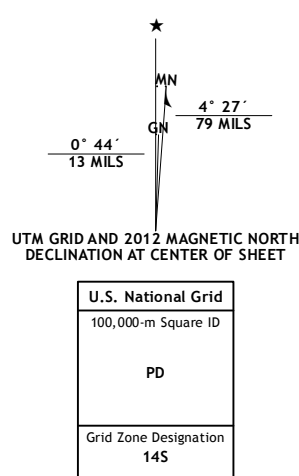 ★
MN
4° 27´
79 MILS
GN
0° 44´
13 MILS
UTM GRID AND 2012 MAGNETIC NORTH
DECLINATION AT CENTER OF SHEET
U.S. National Grid
100,000-m Square ID
PD
Grid Zone Designation
14S